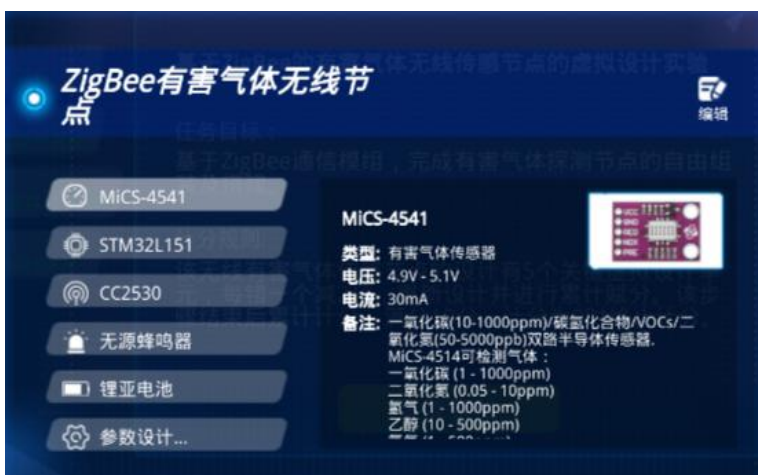 ZigBee有害气体无线节
点
编辑
MiCS-4541
STM32L151
CC2530
无源蜂鸣器
锂亚电池
参数设计...
MiCS-4541
类型: 有害气体传感器
电压: 4.9V - 5.1V
电流: 30mA
备注: 一氧化碳(10-1000ppm)/碳氢化合物/VOCs/二
氧化氮(50-5000ppb)双路半导体传感器.
MiCS-4514可检测气体：
一氧化碳 (1 - 1000ppm)
二氧化氮 (0.05 - 10ppm)
氢气 (1 - 1000ppm)
乙醇 (10 - 500ppm)